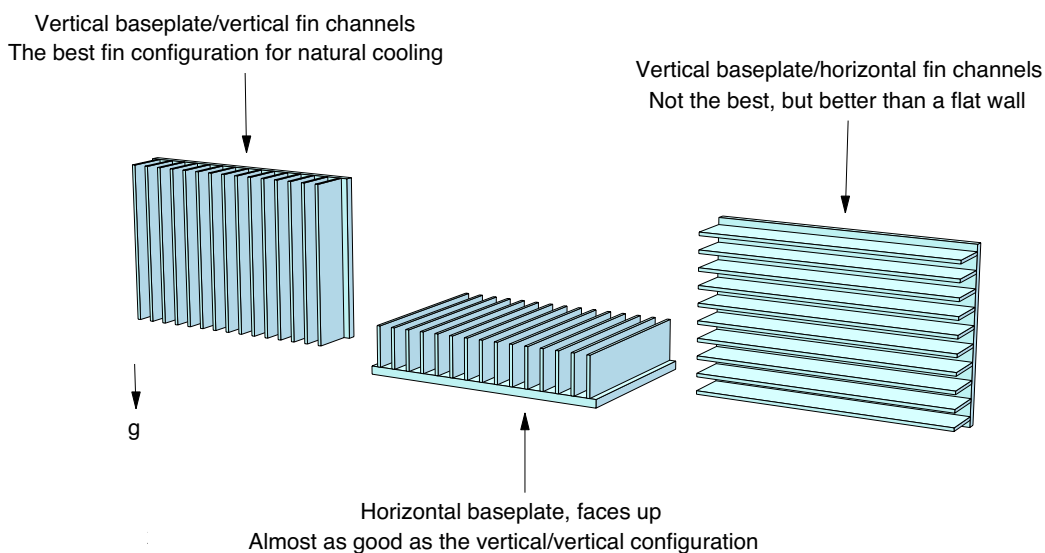 Vertical baseplate/vertical fin channels
The best fin configuration for natural cooling
Vertical baseplate/horizontal fin channels
Not the best, but better than a flat wall
g
Horizontal baseplate, faces up
Almost as good as the vertical/vertical configuration